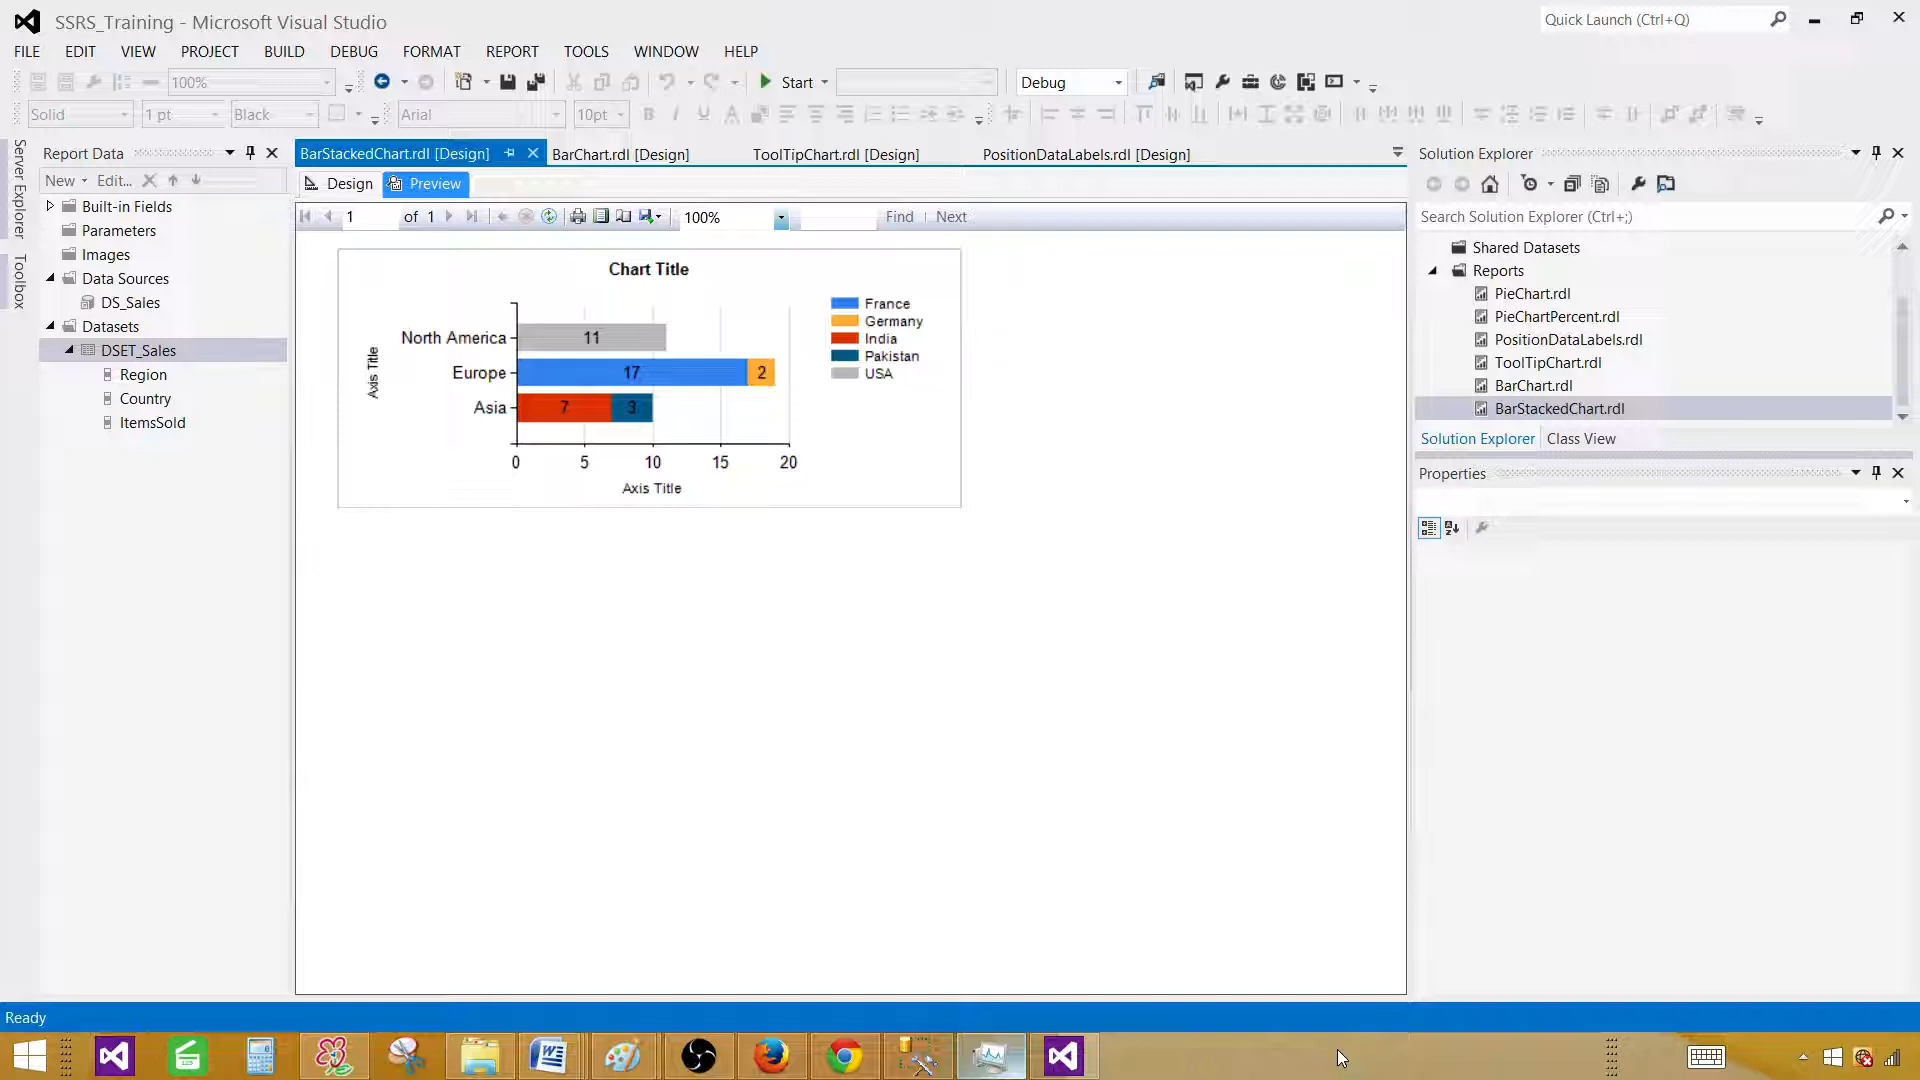 SSRS_Training - Microsoft Visual Studio
Quick Launch (Ctrl+Q)
FILE EDIT VIEW PROJECT BUILD DEBUG FORMAT REPORT TOOLS WINDOW HELP
100% Start Debug
Solid 1 pt Black Arial 10pt B I U A
Server Explorer
Toolbox
Report Data
New Edit...
Built-in Fields
Parameters
Images
Data Sources
DS_Sales
Datasets
DSET_Sales
Region
Country
ItemsSold
BarStackedChart.rdl [Design] BarChart.rdl [Design] ToolTipChart.rdl [Design] PositionDataLabels.rdl [Design]
Design Preview
1 of 1 100% Find | Next
Chart Title
Axis Title
North America 11
Europe 17 2
Asia 7 3
0 5 10 15 20
Axis Title
France
Germany
India
Pakistan
USA
Solution Explorer
Search Solution Explorer (Ctrl+;)
Shared Datasets
Reports
PieChart.rdl
PieChartPercent.rdl
PositionDataLabels.rdl
ToolTipChart.rdl
BarChart.rdl
BarStackedChart.rdl
Solution Explorer Class View
Properties
Ready